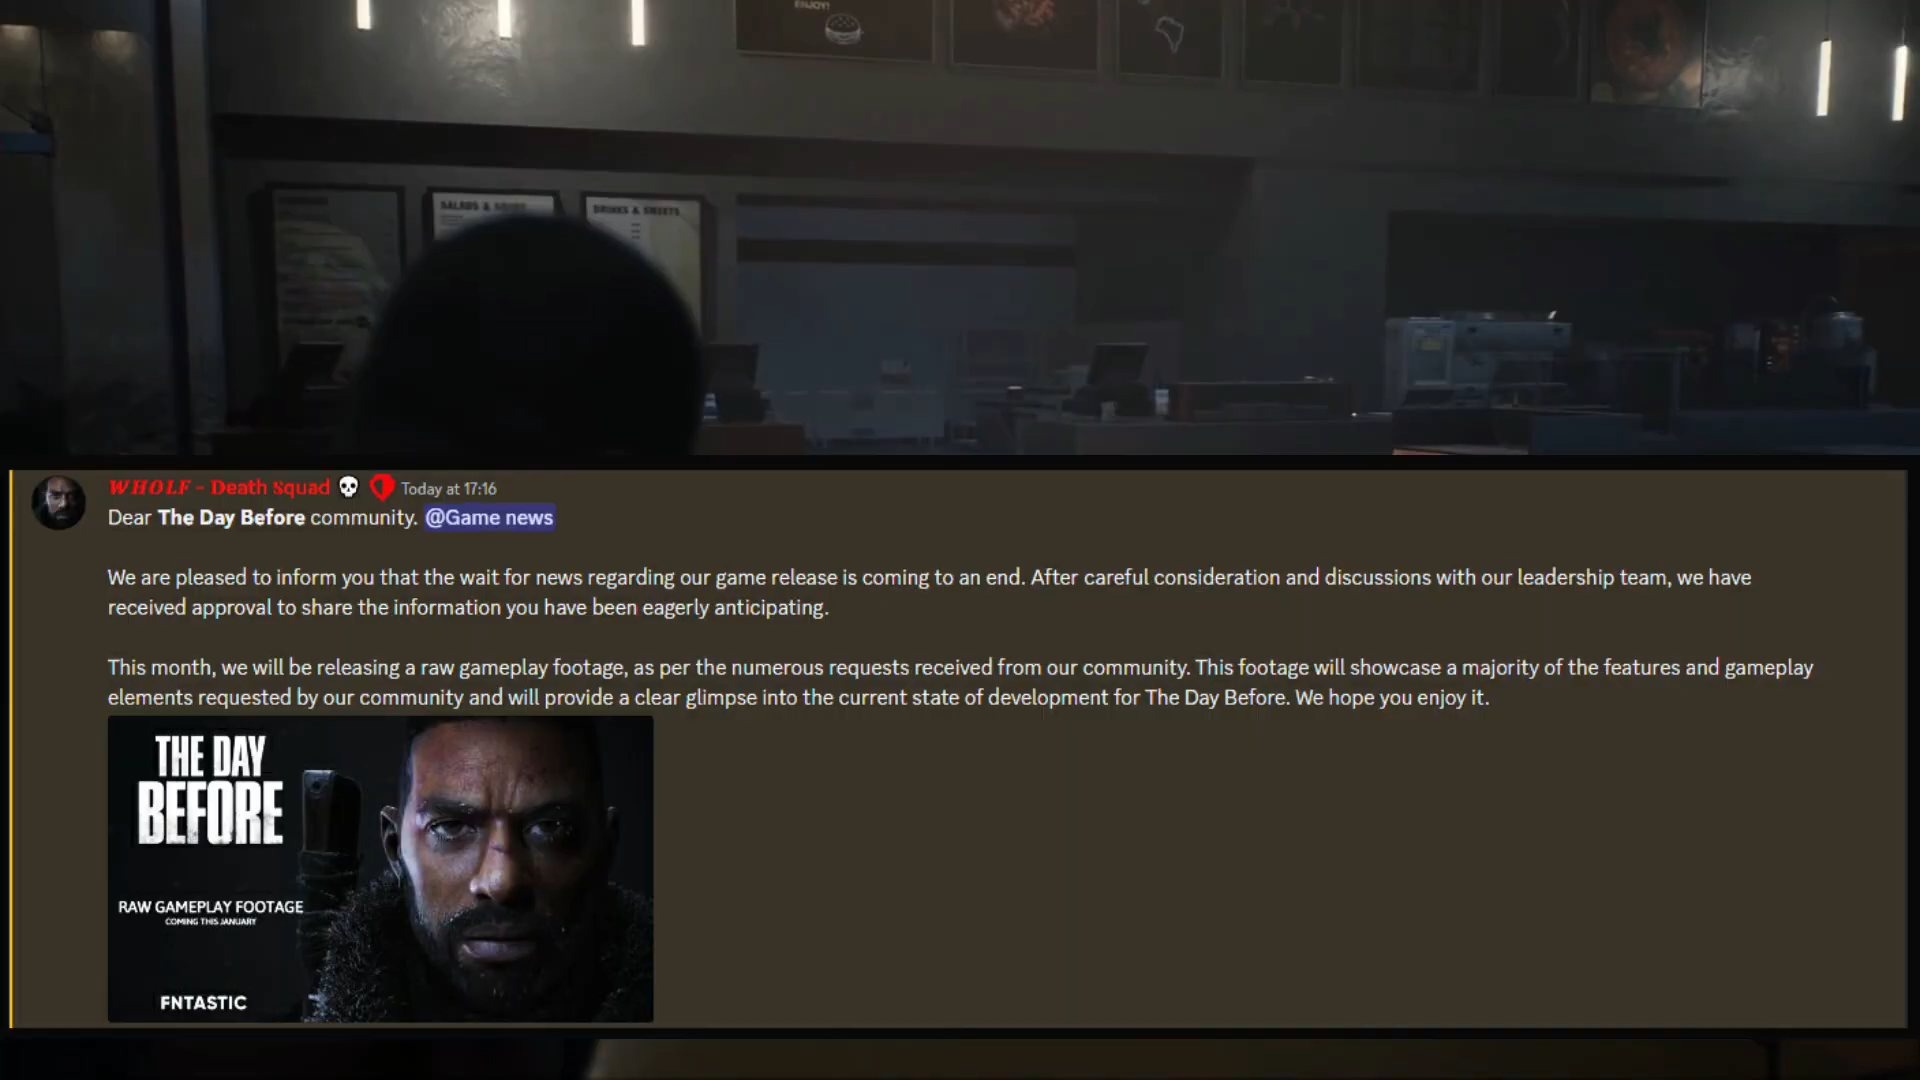 ENJOY!
SALADS & 
DRINKS & SWEETS
WHOLF - Death Squad Today at 17:16
Dear The Day Before community. @Game news
We are pleased to inform you that the wait for news regarding our game release is coming to an end. After careful consideration and discussions with our leadership team, we have
received approval to share the information you have been eagerly anticipating.
This month, we will be releasing a raw gameplay footage, as per the numerous requests received from our community. This footage will showcase a majority of the features and gameplay
elements requested by our community and will provide a clear glimpse into the current state of development for The Day Before. We hope you enjoy it.
THE DAY
BEFORE
RAW GAMEPLAY FOOTAGE
COMING THIS JANUARY
FNTASTIC